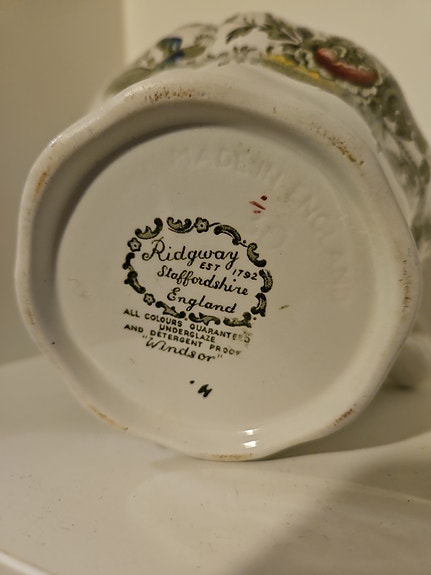 MADE IN ENGLAND
Ridgway
EST 1792
Staffordshire
England
ALL COLOURS GUARANTEED
UNDERGLAZE
AND DETERGENT PROOF
"Windsor"